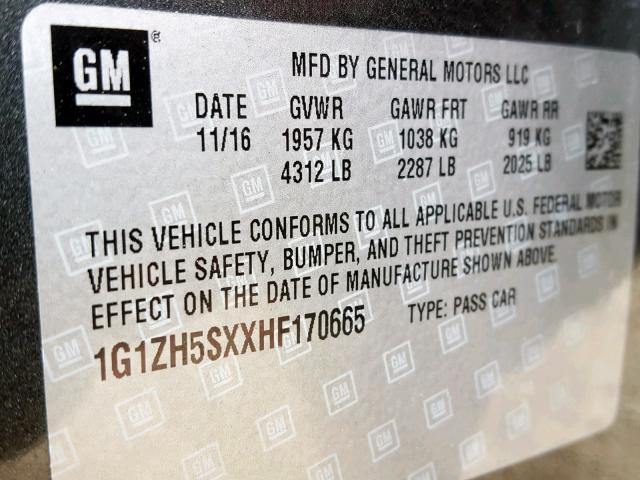 GM ®
MFD BY GENERAL MOTORS LLC
DATE GVWR GAWR FRT GAWR RR
11/16 1957 KG 1038 KG 919 KG
4312 LB 2287 LB 2025 LB
THIS VEHICLE CONFORMS TO ALL APPLICABLE U.S. FEDERAL MOTOR
VEHICLE SAFETY, BUMPER, AND THEFT PREVENTION STANDARDS IN
EFFECT ON THE DATE OF MANUFACTURE SHOWN ABOVE.
1G1ZH5SXXHF170665 TYPE: PASS CAR